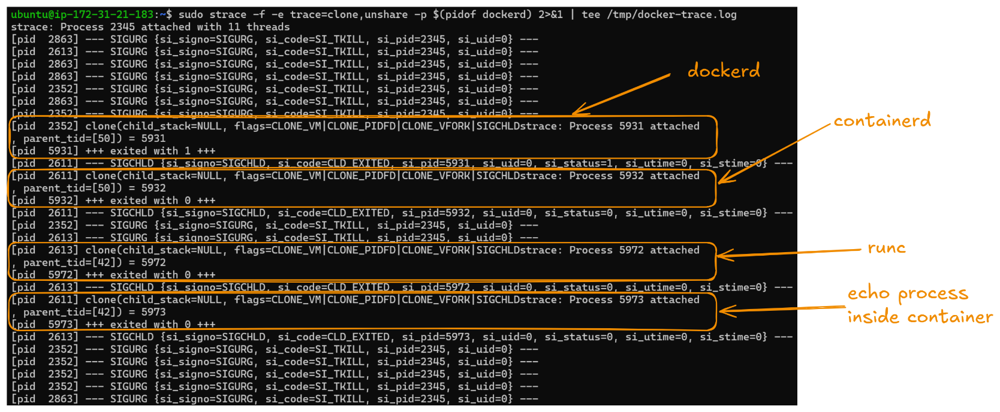 ubuntu@ip-172-31-21-183:~$ sudo strace -f -e trace=clone,unshare -p $(pidof dockerd) 2>&1 | tee /tmp/docker-trace.log
strace: Process 2345 attached with 11 threads
[pid  2863] --- SIGURG {si_signo=SIGURG, si_code=SI_TKILL, si_pid=2345, si_uid=0} ---
[pid  2613] --- SIGURG {si_signo=SIGURG, si_code=SI_TKILL, si_pid=2345, si_uid=0} ---
[pid  2863] --- SIGURG {si_signo=SIGURG, si_code=SI_TKILL, si_pid=2345, si_uid=0} ---
[pid  2863] --- SIGURG {si_signo=SIGURG, si_code=SI_TKILL, si_pid=2345, si_uid=0} ---
[pid  2352] --- SIGURG {si_signo=SIGURG, si_code=SI_TKILL, si_pid=2345, si_uid=0} ---
[pid  2863] --- SIGURG {si_signo=SIGURG, si_code=SI_TKILL, si_pid=2345, si_uid=0} ---
[pid  2352] --- SIGURG {si_signo=SIGURG, si_code=SI_TKILL, si_pid=2345, si_uid=0} ---
dockerd
[pid  2352] clone(child_stack=NULL, flags=CLONE_VM|CLONE_PIDFD|CLONE_VFORK|SIGCHLDstrace: Process 5931 attached
, parent_tid=[50]) = 5931
[pid  5931] +++ exited with 1 +++
containerd
[pid  2611] --- SIGCHLD {si_signo=SIGCHLD, si_code=CLD_EXITED, si_pid=5931, si_uid=0, si_status=1, si_utime=0, si_stime=0} ---
[pid  2611] clone(child_stack=NULL, flags=CLONE_VM|CLONE_PIDFD|CLONE_VFORK|SIGCHLDstrace: Process 5932 attached
, parent_tid=[50]) = 5932
[pid  5932] +++ exited with 0 +++
[pid  2611] --- SIGCHLD {si_signo=SIGCHLD, si_code=CLD_EXITED, si_pid=5932, si_uid=0, si_status=0, si_utime=0, si_stime=0} ---
[pid  2352] --- SIGURG {si_signo=SIGURG, si_code=SI_TKILL, si_pid=2345, si_uid=0} ---
[pid  2613] --- SIGURG {si_signo=SIGURG, si_code=SI_TKILL, si_pid=2345, si_uid=0} ---
[pid  2613] clone(child_stack=NULL, flags=CLONE_VM|CLONE_PIDFD|CLONE_VFORK|SIGCHLDstrace: Process 5972 attached
, parent_tid=[42]) = 5972
[pid  5972] +++ exited with 0 +++
runc
[pid  2613] --- SIGCHLD {si_signo=SIGCHLD, si_code=CLD_EXITED, si_pid=5972, si_uid=0, si_status=0, si_utime=0, si_stime=0} ---
[pid  2611] clone(child_stack=NULL, flags=CLONE_VM|CLONE_PIDFD|CLONE_VFORK|SIGCHLDstrace: Process 5973 attached
, parent_tid=[42]) = 5973
[pid  5973] +++ exited with 0 +++
echo process
inside container
[pid  2613] --- SIGCHLD {si_signo=SIGCHLD, si_code=CLD_EXITED, si_pid=5973, si_uid=0, si_status=0, si_utime=0, si_stime=0} ---
[pid  2352] --- SIGURG {si_signo=SIGURG, si_code=SI_TKILL, si_pid=2345, si_uid=0} ---
[pid  2352] --- SIGURG {si_signo=SIGURG, si_code=SI_TKILL, si_pid=2345, si_uid=0} ---
[pid  2352] --- SIGURG {si_signo=SIGURG, si_code=SI_TKILL, si_pid=2345, si_uid=0} ---
[pid  2352] --- SIGURG {si_signo=SIGURG, si_code=SI_TKILL, si_pid=2345, si_uid=0} ---
[pid  2863] --- SIGURG {si_signo=SIGURG, si_code=SI_TKILL, si_pid=2345, si_uid=0} ---